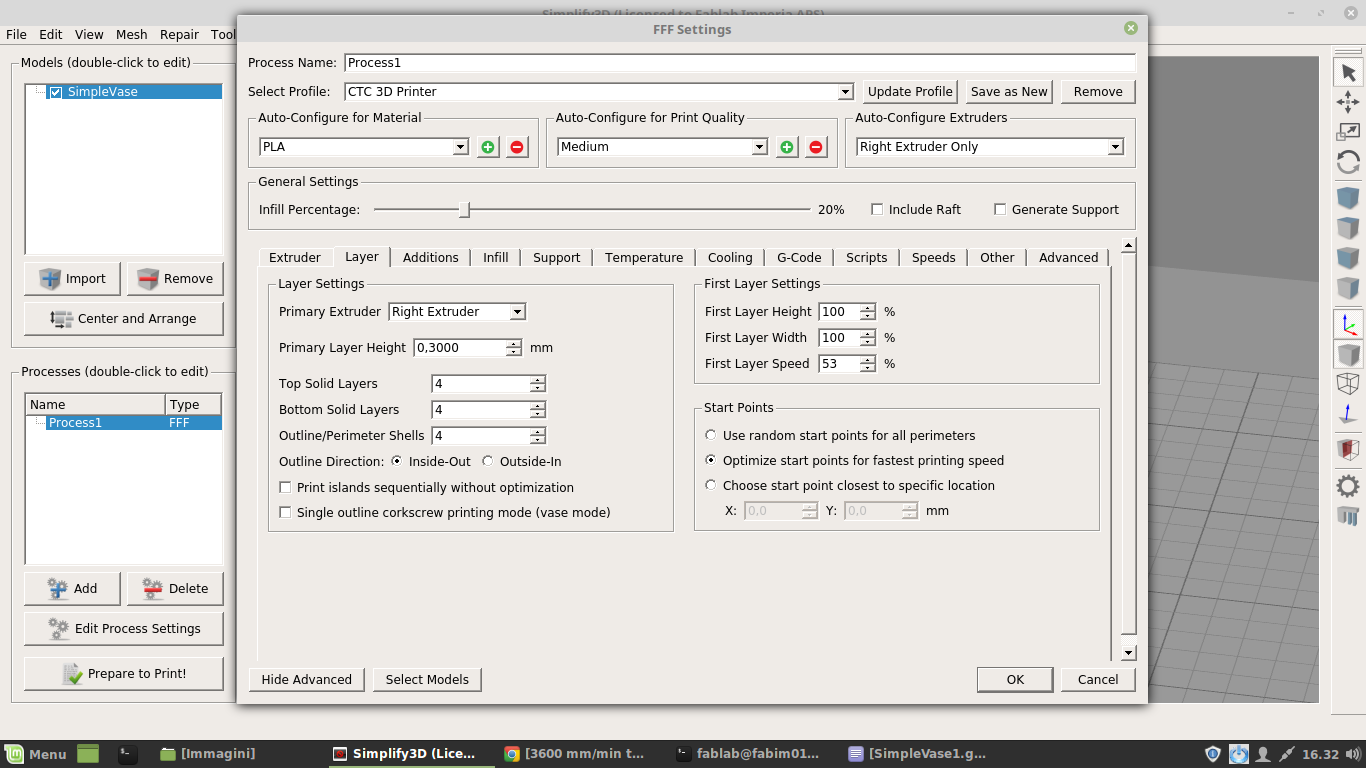 Simplify3D (Licensed to Fablab Imperia APS)
FFF Settings
File Edit View Mesh Repair Tool
Models (double-click to edit)
SimpleVase
Import Remove
Center and Arrange
Processes (double-click to edit)
Name Type
Process1 FFF
Add Delete
Edit Process Settings
Prepare to Print!
Process Name: Process1
Select Profile: CTC 3D Printer Update Profile Save as New Remove
Auto-Configure for Material Auto-Configure for Print Quality Auto-Configure Extruders
PLA Medium Right Extruder Only
General Settings
Infill Percentage: 20% Include Raft Generate Support
Extruder Layer Additions Infill Support Temperature Cooling G-Code Scripts Speeds Other Advanced
Layer Settings
Primary Extruder Right Extruder
Primary Layer Height 0,3000 mm
Top Solid Layers 4
Bottom Solid Layers 4
Outline/Perimeter Shells 4
Outline Direction: Inside-Out Outside-In
Print islands sequentially without optimization
Single outline corkscrew printing mode (vase mode)
First Layer Settings
First Layer Height 100 %
First Layer Width 100 %
First Layer Speed 53 %
Start Points
Use random start points for all perimeters
Optimize start points for fastest printing speed
Choose start point closest to specific location
X: 0,0 Y: 0,0 mm
Hide Advanced Select Models OK Cancel
Menu [Immagini] Simplify3D (Lice... [3600 mm/min t... fablab@fabim01... [SimpleVase1.g... 16.32